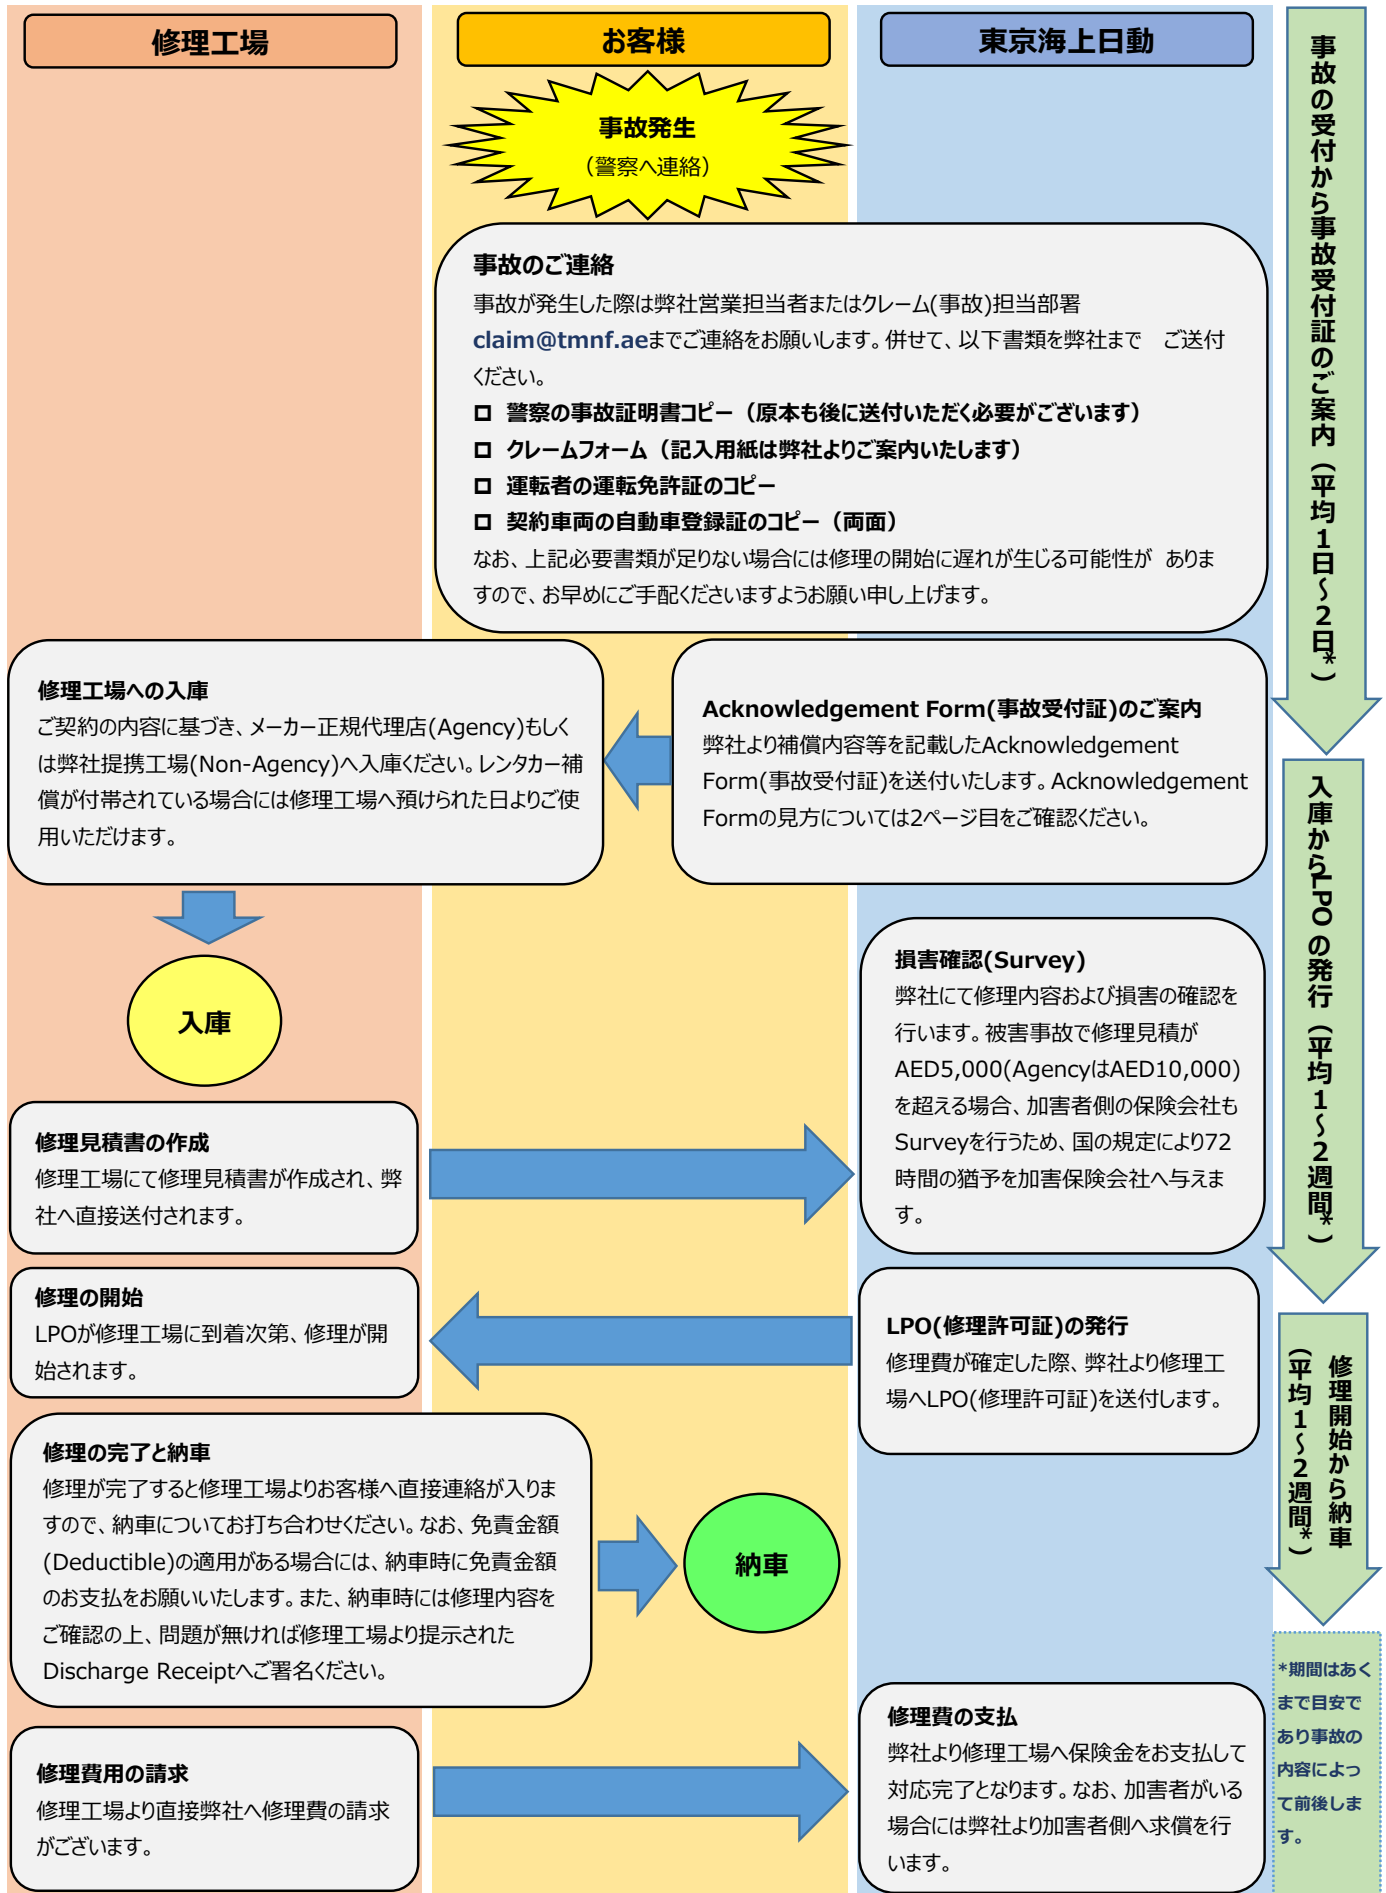 修理工場
お客様
東京海上日動
事故発生
（警察へ連絡）
事故のご連絡
事故が発生した際は弊社営業担当者またはクレーム(事故)担当部署
claim@tmnf.aeまでご連絡をお願いします。併せて、以下書類を弊社まで　ご送付
ください。
□ 警察の事故証明書コピー（原本も後に送付いただく必要がございます）
□ クレームフォーム（記入用紙は弊社よりご案内いたします）
□ 運転者の運転免許証のコピー
□ 契約車両の自動車登録証のコピー（両面）
なお、上記必要書類が足りない場合には修理の開始に遅れが生じる可能性が ありま
すので、お早めにご手配くださいますようお願い申し上げます。
事故の受付から事故受付証のご案内（平均1日～2日*）
修理工場への入庫
ご契約の内容に基づき、メーカー正規代理店(Agency)もしく
は弊社提携工場(Non-Agency)へ入庫ください。レンタカー補
償が付帯されている場合には修理工場へ預けられた日よりご使
用いただけます。
Acknowledgement Form(事故受付証)のご案内
弊社より補償内容等を記載したAcknowledgement
Form(事故受付証)を送付いたします。Acknowledgement
Formの見方については2ページ目をご確認ください。
入庫
損害確認(Survey)
弊社にて修理内容および損害の確認を
行います。被害事故で修理見積が
AED5,000(AgencyはAED10,000)
を超える場合、加害者側の保険会社も
Surveyを行うため、国の規定により72
時間の猶予を加害保険会社へ与えま
す。
入庫からLPOの発行（平均1～2週間*）
修理見積書の作成
修理工場にて修理見積書が作成され、弊
社へ直接送付されます。
修理の開始
LPOが修理工場に到着次第、修理が開
始されます。
LPO(修理許可証)の発行
修理費が確定した際、弊社より修理工
場へLPO(修理許可証)を送付します。
修理開始から納車
（平均1～2週間*）
修理の完了と納車
修理が完了すると修理工場よりお客様へ直接連絡が入りま
すので、納車についてお打ち合わせください。なお、免責金額
(Deductible)の適用がある場合には、納車時に免責金額
のお支払をお願いいたします。また、納車時には修理内容を
ご確認の上、問題が無ければ修理工場より提示された
Discharge Receiptへご署名ください。
納車
修理費用の請求
修理工場より直接弊社へ修理費の請求
がございます。
修理費の支払
弊社より修理工場へ保険金をお支払して
対応完了となります。なお、加害者がいる
場合には弊社より加害者側へ求償を行
います。
*期間はあく
まで目安で
あり事故の
内容によっ
て前後しま
す。